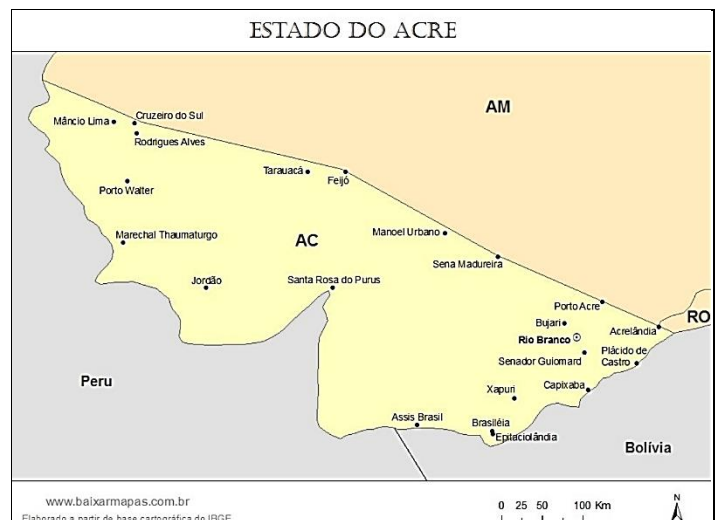 ESTADO DO ACRE
AM
Mâncio Lima
Cruzeiro do Sul
Rodrigues Alves
Tarauacá
Feijó
Porto Walter
Marechal Thaumaturgo
AC
Manoel Urbano
Sena Madureira
Jordão
Santa Rosa do Purus
Porto Acre
RO
Bujari
Acrelândia
Rio Branco
Plácido de
Castro
Senador Guiomard
Peru
Xapuri
Capixaba
Assis Brasil
Brasiléia
Epitaciolândia
Bolívia
www.baixarmapas.com.br
0 25 50 100 Km
N
Elaborado a partir de base cartográfica do IBGE